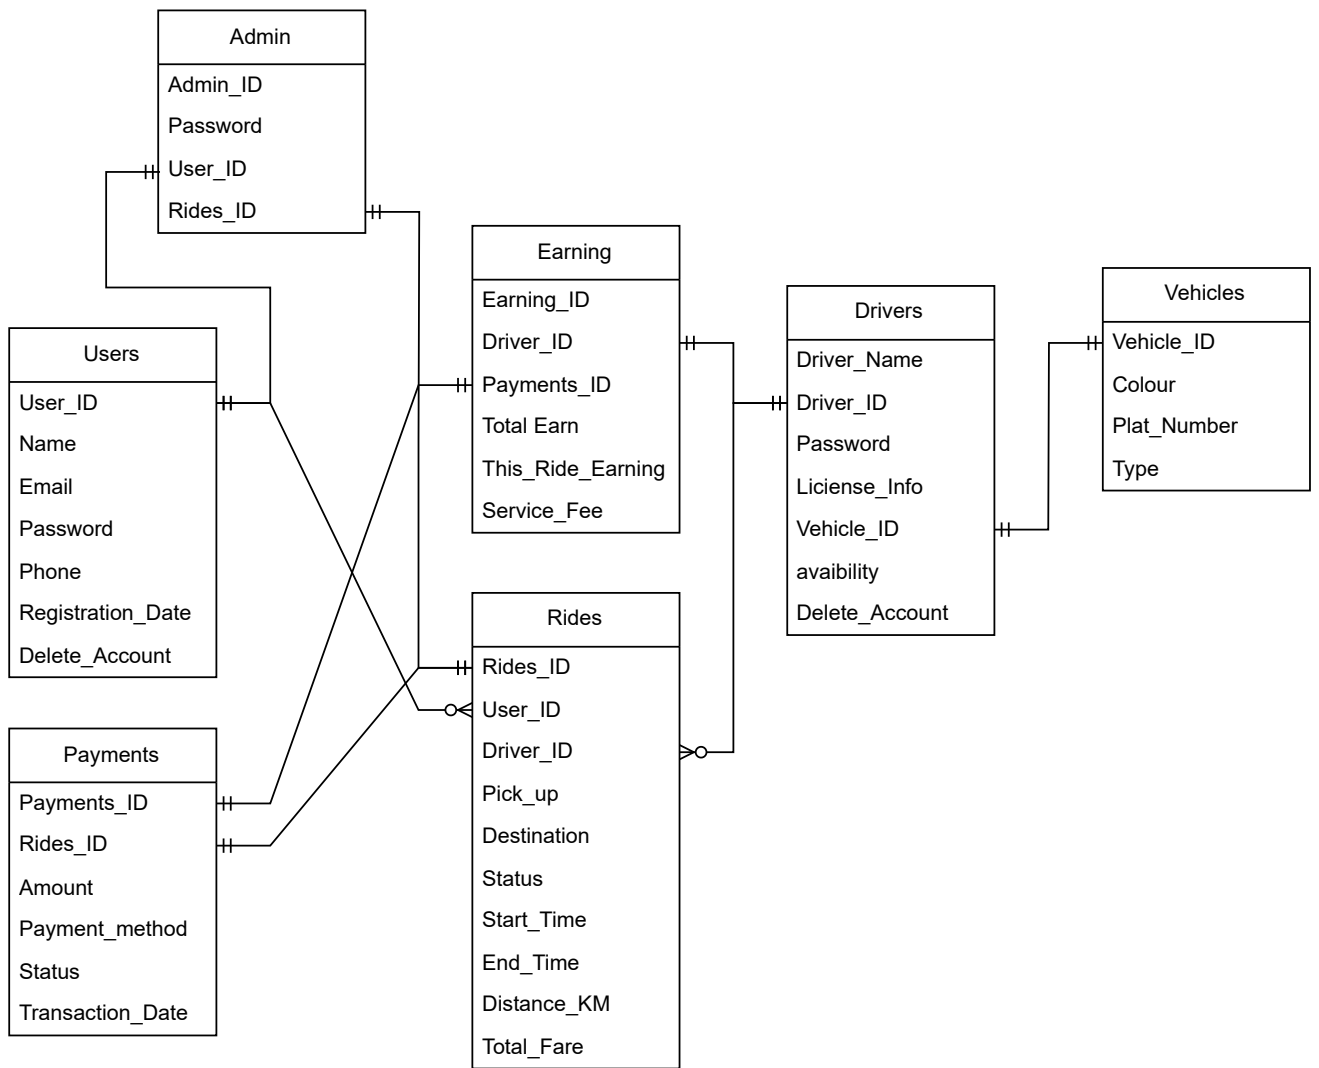 Admin
Admin_ID
Password
User_ID
Rides_ID
Users
User_ID
Name
Email
Password
Phone
Registration_Date
Delete_Account
Payments
Payments_ID
Rides_ID
Amount
Payment_method
Status
Transaction_Date
Earning
Earning_ID
Driver_ID
Payments_ID
Total Earn
This_Ride_Earning
Service_Fee
Rides
Rides_ID
User_ID
Driver_ID
Pick_up
Destination
Status
Start_Time
End_Time
Distance_KM
Total_Fare
Drivers
Driver_Name
Driver_ID
Password
Liciense_Info
Vehicle_ID
avaibility
Delete_Account
Vehicles
Vehicle_ID
Colour
Plat_Number
Type